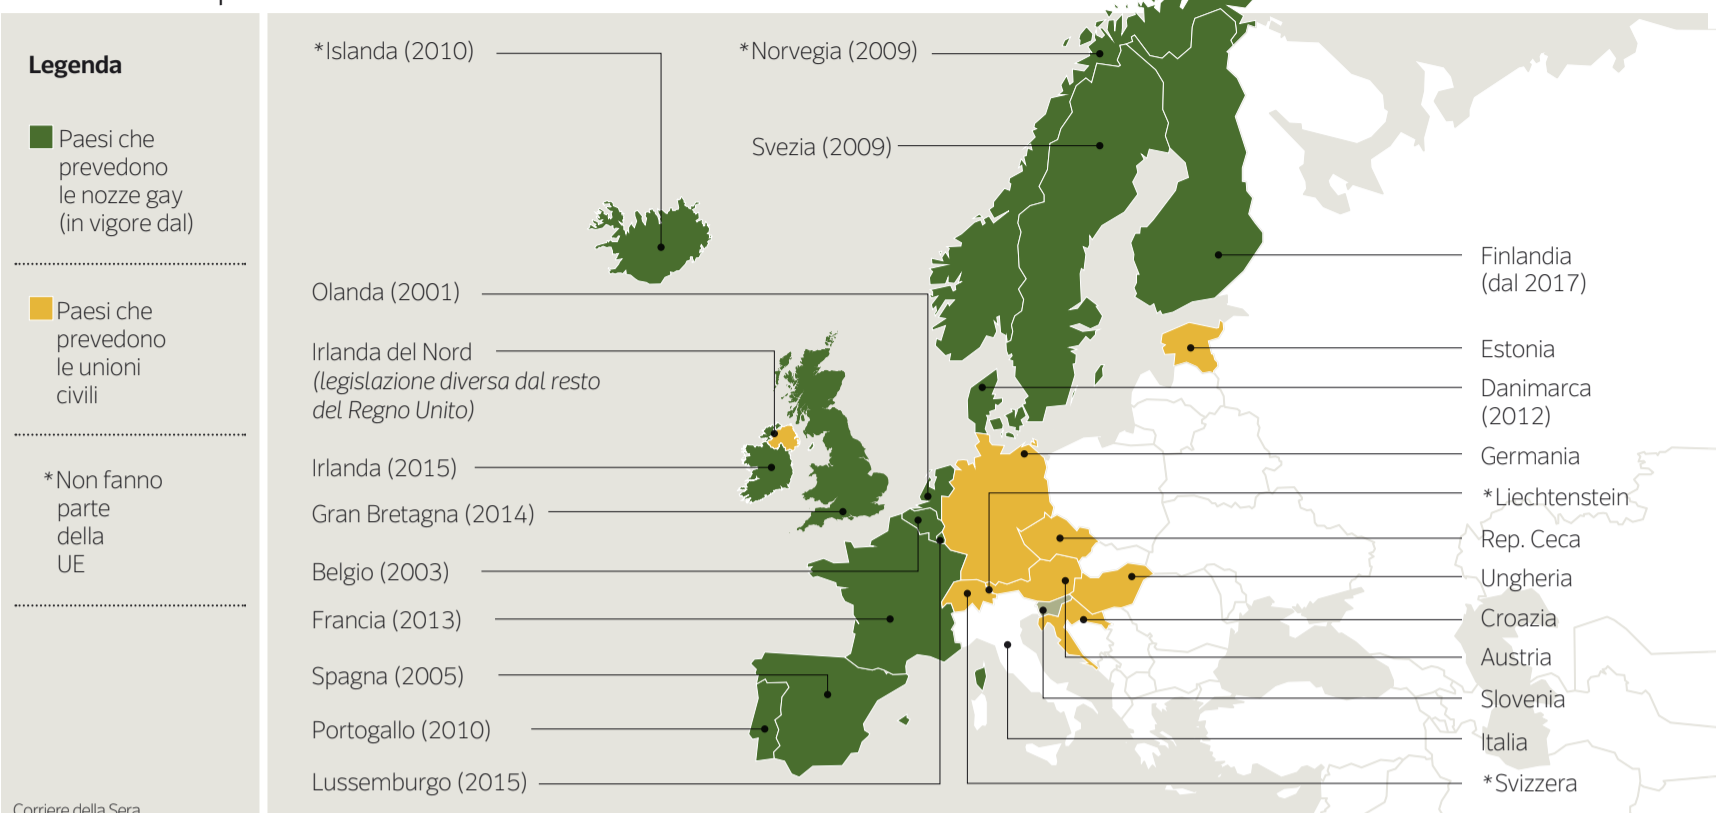 Legenda
Paesi che
prevedono
le nozze gay
(in vigore dal)
Paesi che
prevedono
le unioni
civili
*Non fanno
parte
della
UE
Corriere della Sera
*Islanda (2010)
*Norvegia (2009)
Svezia (2009)
Olanda (2001)
Irlanda del Nord
(legislazione diversa dal resto
del Regno Unito)
Irlanda (2015)
Gran Bretagna (2014)
Belgio (2003)
Francia (2013)
Spagna (2005)
Portogallo (2010)
Lussemburgo (2015)
Finlandia
(dal 2017)
Estonia
Danimarca
(2012)
Germania
*Liechtenstein
Rep. Ceca
Ungheria
Croazia
Austria
Slovenia
Italia
*Svizzera